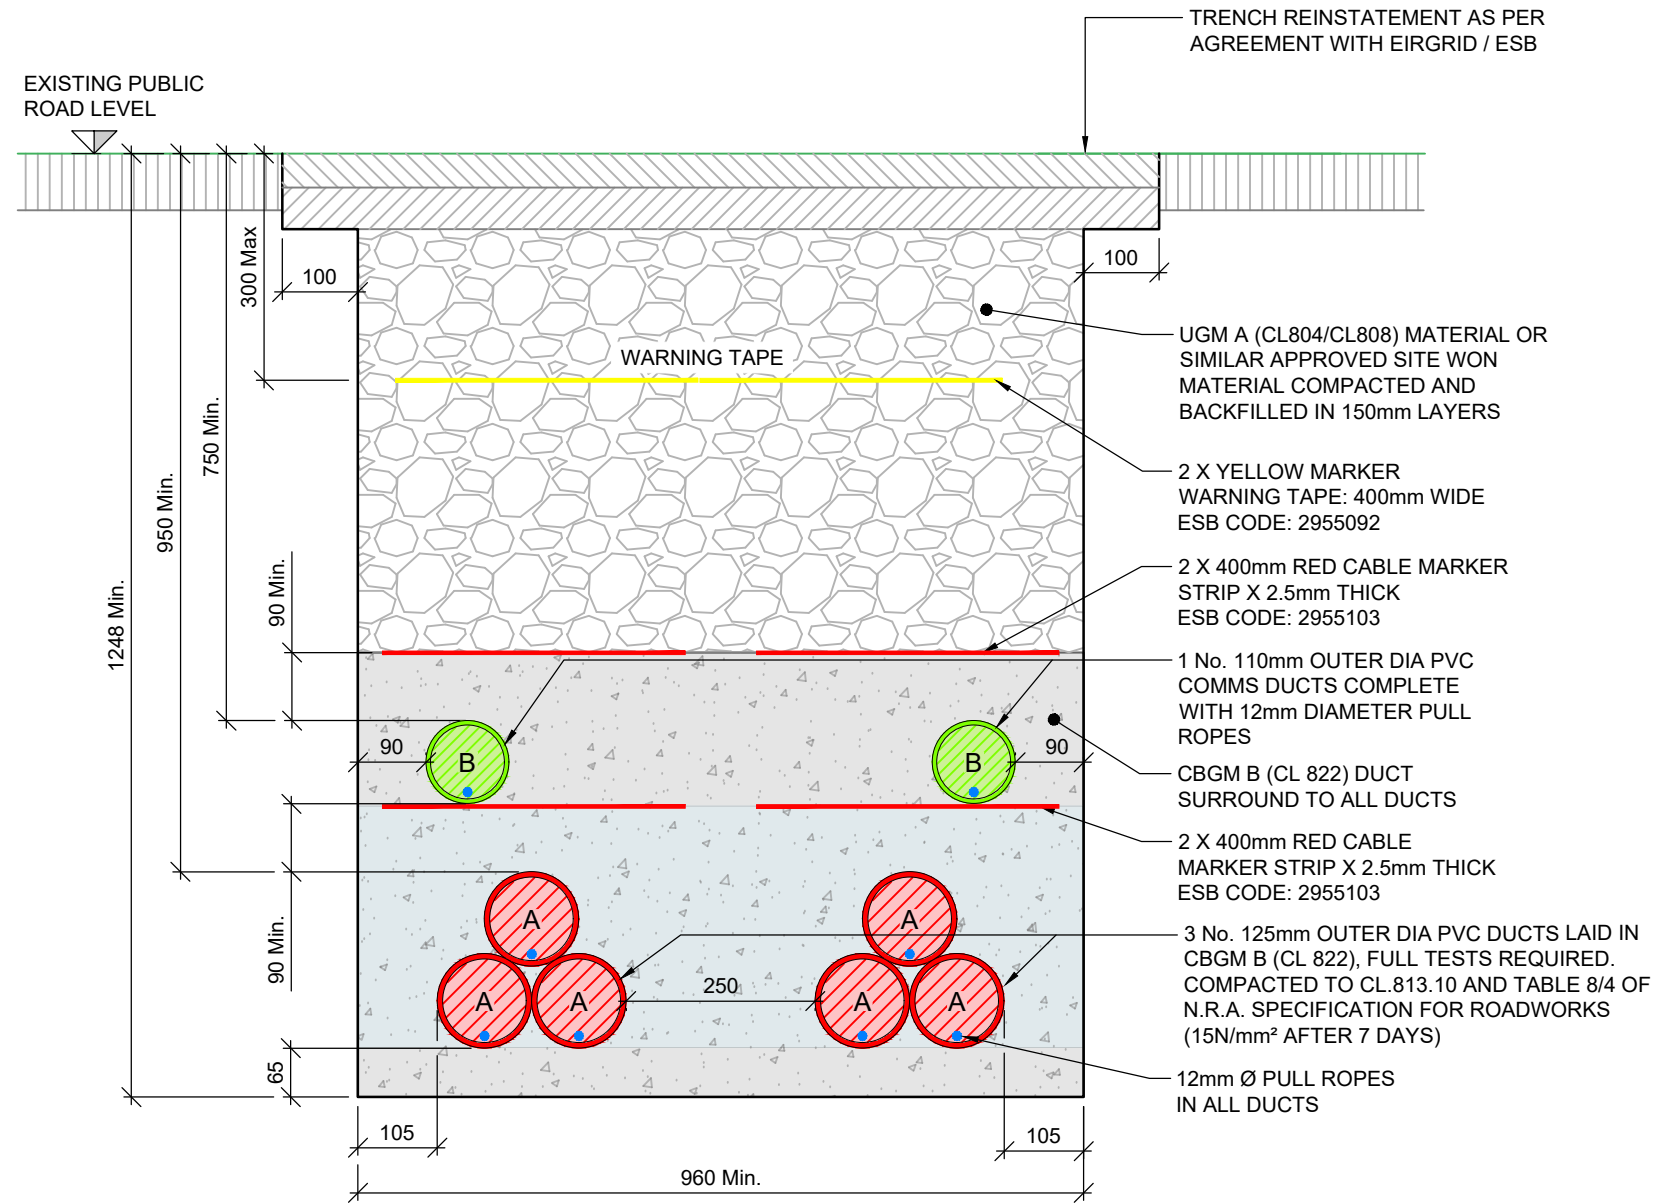 TRENCH REINSTATEMENT AS PER
AGREEMENT WITH EIRGRID / ESB
EXISTING PUBLIC
ROAD LEVEL
300 Max
100
100
UGM A (CL804/CL808) MATERIAL OR
SIMILAR APPROVED SITE WON
MATERIAL COMPACTED AND
BACKFILLED IN 150mm LAYERS
WARNING TAPE
750 Min.
950 Min.
1248 Min.
90 Min.
2 X YELLOW MARKER
WARNING TAPE: 400mm WIDE
ESB CODE: 2955092
2 X 400mm RED CABLE MARKER
STRIP X 2.5mm THICK
ESB CODE: 2955103
1 No. 110mm OUTER DIA PVC
COMMS DUCTS COMPLETE
WITH 12mm DIAMETER PULL
ROPES
90
B
B
90
CBGM B (CL 822) DUCT
SURROUND TO ALL DUCTS
2 X 400mm RED CABLE
MARKER STRIP X 2.5mm THICK
ESB CODE: 2955103
90 Min.
A
A
3 No. 125mm OUTER DIA PVC DUCTS LAID IN
CBGM B (CL 822), FULL TESTS REQUIRED.
COMPACTED TO CL.813.10 AND TABLE 8/4 OF
N.R.A. SPECIFICATION FOR ROADWORKS
(15N/mm² AFTER 7 DAYS)
A
A
250
A
A
65
12mm Ø PULL ROPES
IN ALL DUCTS
105
105
960 Min.